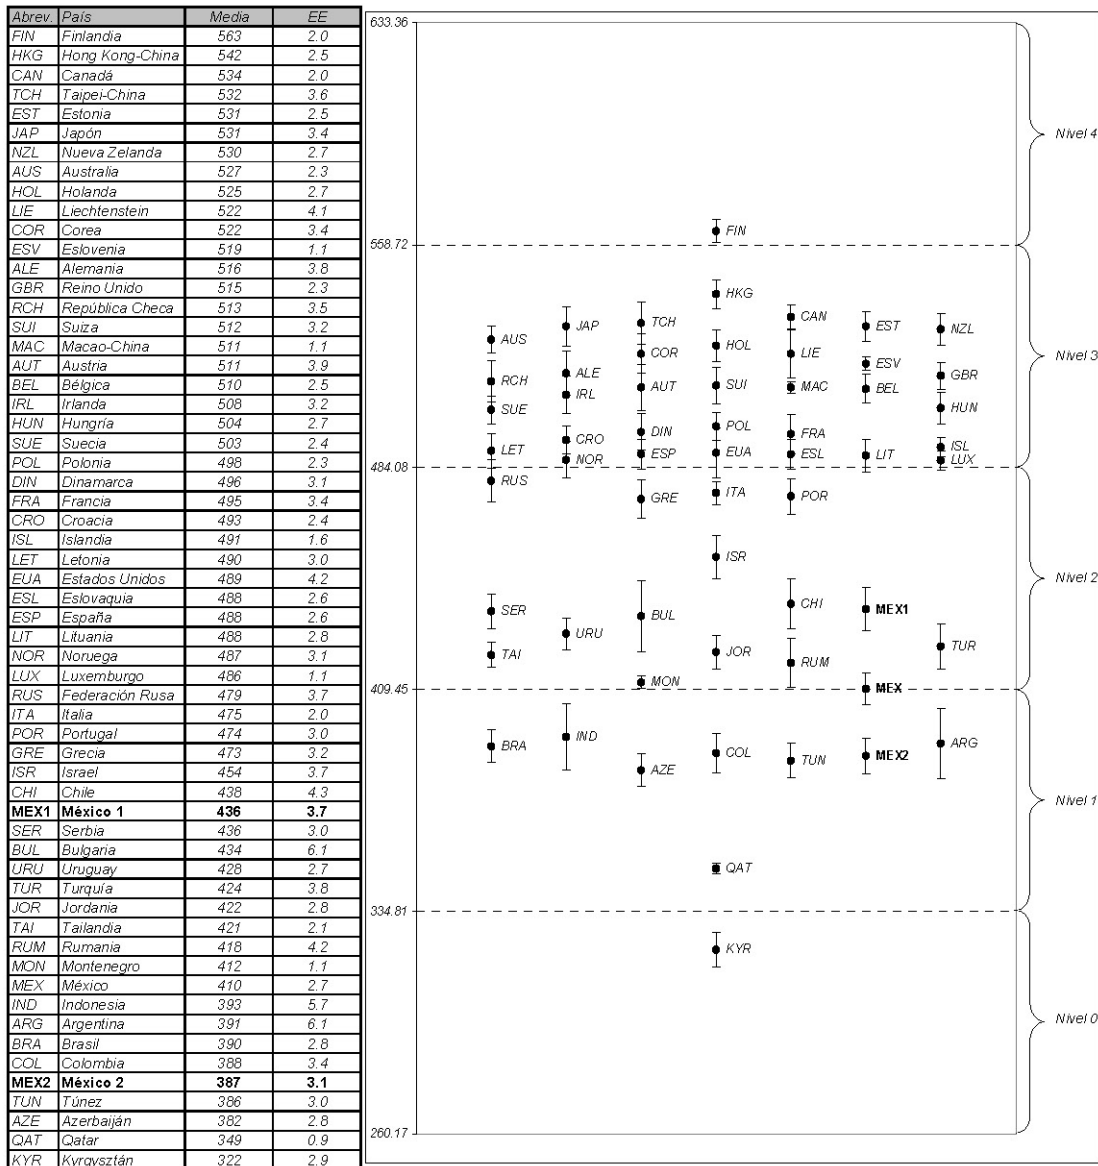 Abrev. País Media EE
FIN Finlandia 563 2.0
HKG Hong Kong-China 542 2.5
CAN Canadá 534 2.0
TCH Taipei-China 532 3.6
EST Estonia 531 2.5
JAP Japón 531 3.4
NZL Nueva Zelanda 530 2.7
AUS Australia 527 2.3
HOL Holanda 525 2.7
LIE Liechtenstein 522 4.1
COR Corea 522 3.4
ESV Eslovenia 519 1.1
ALE Alemania 516 3.8
GBR Reino Unido 515 2.3
RCH República Checa 513 3.5
SUI Suiza 512 3.2
MAC Macao-China 511 1.1
AUT Austria 511 3.9
BEL Bélgica 510 2.5
IRL Irlanda 508 3.2
HUN Hungría 504 2.7
SUE Suecia 503 2.4
POL Polonia 498 2.3
DIN Dinamarca 496 3.1
FRA Francia 495 3.4
CRO Croacia 493 2.4
ISL Islandia 491 1.6
LET Letonia 490 3.0
EUA Estados Unidos 489 4.2
ESL Eslovaquia 488 2.6
ESP España 488 2.6
LIT Lituania 488 2.8
NOR Noruega 487 3.1
LUX Luxemburgo 486 1.1
RUS Federación Rusa 479 3.7
ITA Italia 475 2.0
POR Portugal 474 3.0
GRE Grecia 473 3.2
ISR Israel 454 3.7
CHI Chile 438 4.3
MEX1 México 1 436 3.7
SER Serbia 436 3.0
BUL Bulgaria 434 6.1
URU Uruguay 428 2.7
TUR Turquía 424 3.8
JOR Jordania 422 2.8
TAI Tailandia 421 2.1
RUM Rumania 418 4.2
MON Montenegro 412 1.1
MEX México 410 2.7
IND Indonesia 393 5.7
ARG Argentina 391 6.1
BRA Brasil 390 2.8
COL Colombia 388 3.4
MEX2 México 2 387 3.1
TUN Túnez 386 3.0
AZE Azerbaiján 382 2.8
QAT Qatar 349 0.9
KYR Kyrgysztán 322 2.9
633.36
Nivel 4
FIN
558.72
HKG
CAN
TCH
JAP EST NZL
AUS
HOL
COR LIE
Nivel 3
ESV
ALE GBR
RCH
SUI
AUT MAC BEL
IRL
SUE HUN
POL
DIN FRA
CRO
ISL
LET EUA
ESP ESL LIT
NOR LUX
484.08
RUS
ITA
GRE POR
ISR
Nivel 2
CHI
SER MEX1
BUL
URU
TUR
TAI JOR
RUM
MON
409.45 MEX
IND
BRA ARG
COL MEX2
TUN
AZE
Nivel 1
QAT
334.81
KYR
Nivel 0
260.17